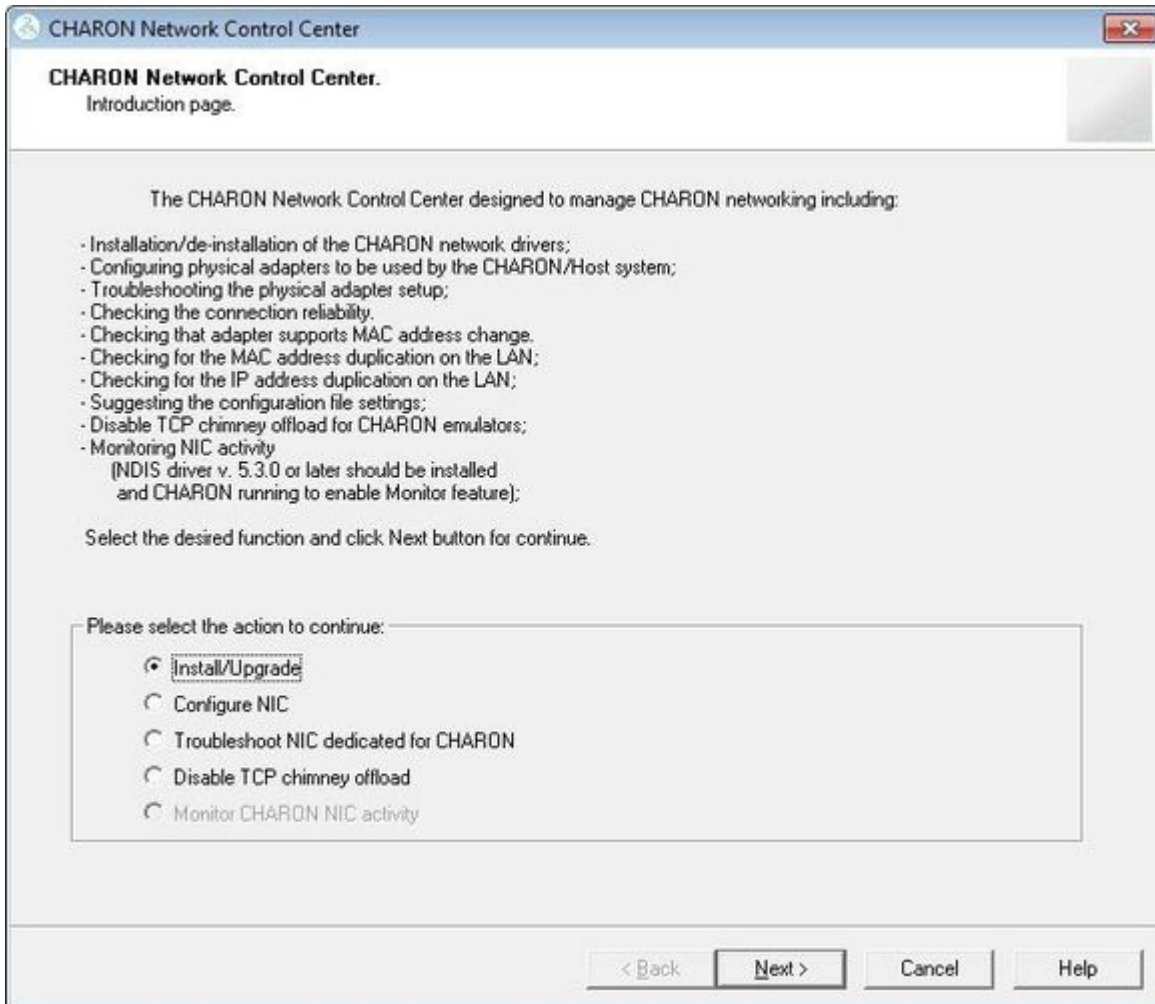 CHARON Network Control Center
CHARON Network Control Center.
Introduction page.
The CHARON Network Control Center designed to manage CHARON networking including:
- Installation/de-installation of the CHARON network drivers;
- Configuring physical adapters to be used by the CHARON/Host system;
- Troubleshooting the physical adapter setup;
- Checking the connection reliability.
- Checking that adapter supports MAC address change.
- Checking for the MAC address duplication on the LAN;
- Checking for the IP address duplication on the LAN;
- Suggesting the configuration file settings;
- Disable TCP chimney offload for CHARON emulators;
- Monitoring NIC activity
(NDIS driver v. 5.3.0 or later should be installed
and CHARON running to enable Monitor feature);
Select the desired function and click Next button for continue.
Please select the action to continue:
Install/Upgrade
Configure NIC
Troubleshoot NIC dedicated for CHARON
Disable TCP chimney offload
Monitor CHARON NIC activity
< Back Next > Cancel Help